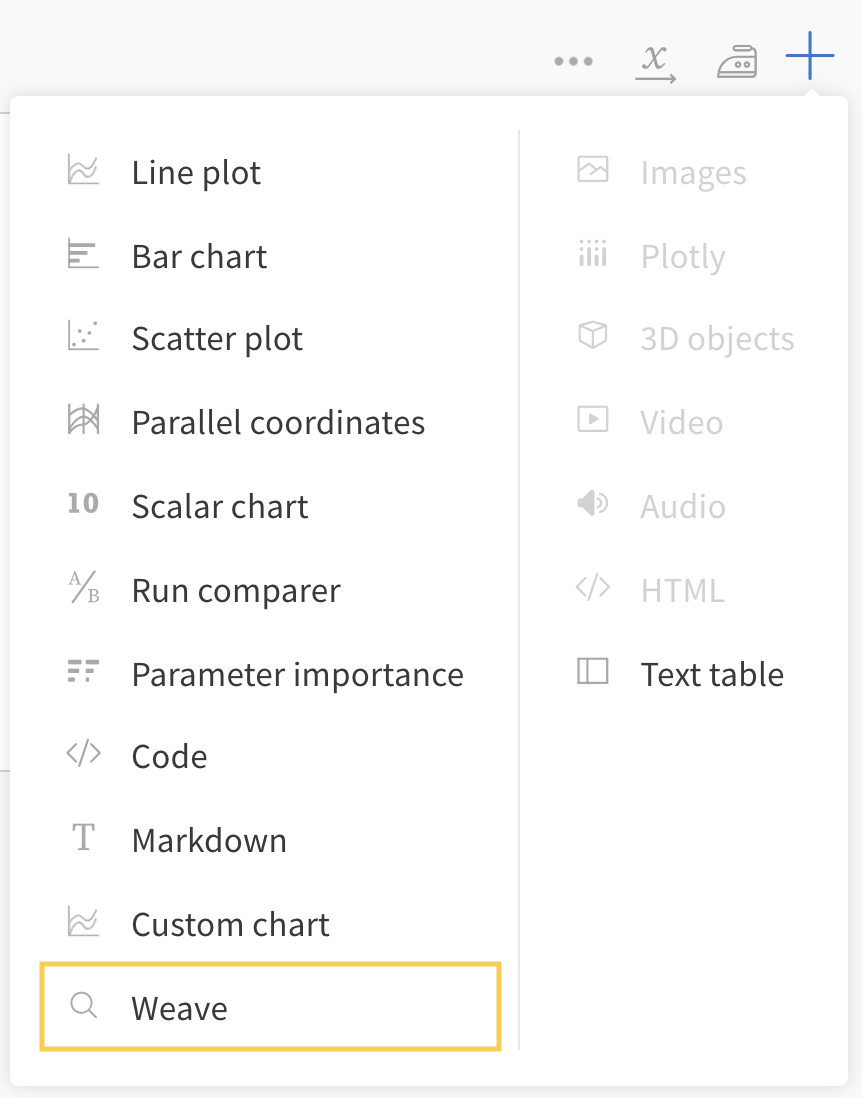 x
Line plot
Bar chart
Scatter plot
Parallel coordinates
10 Scalar chart
A/B Run comparer
Parameter importance
</> Code
T Markdown
Custom chart
Weave
Images
Plotly
3D objects
Video
Audio
</> HTML
Text table